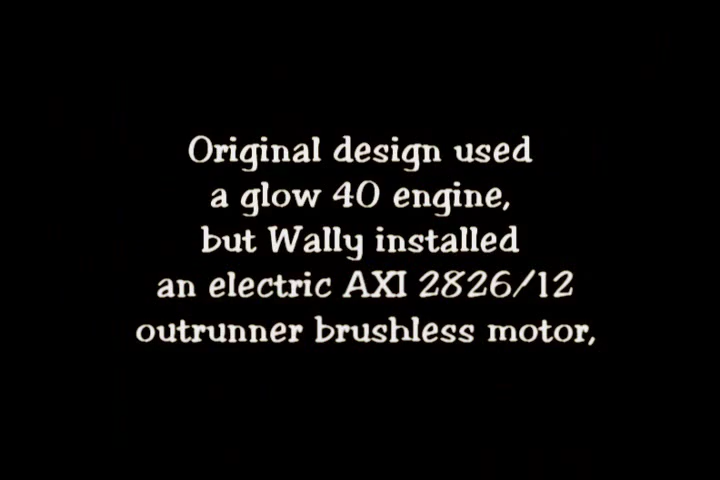 Original design used
a glow 40 engine,
but Wally installed
an electric AXI 2826/12
outrunner brushless motor,